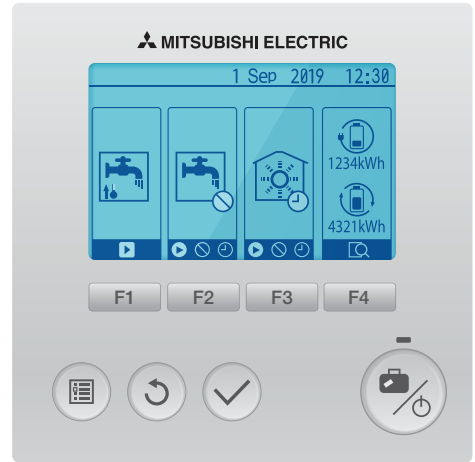 MITSUBISHI ELECTRIC
1 Sep 2019 12:30
1234kWh
4321kWh
F1 F2 F3 F4